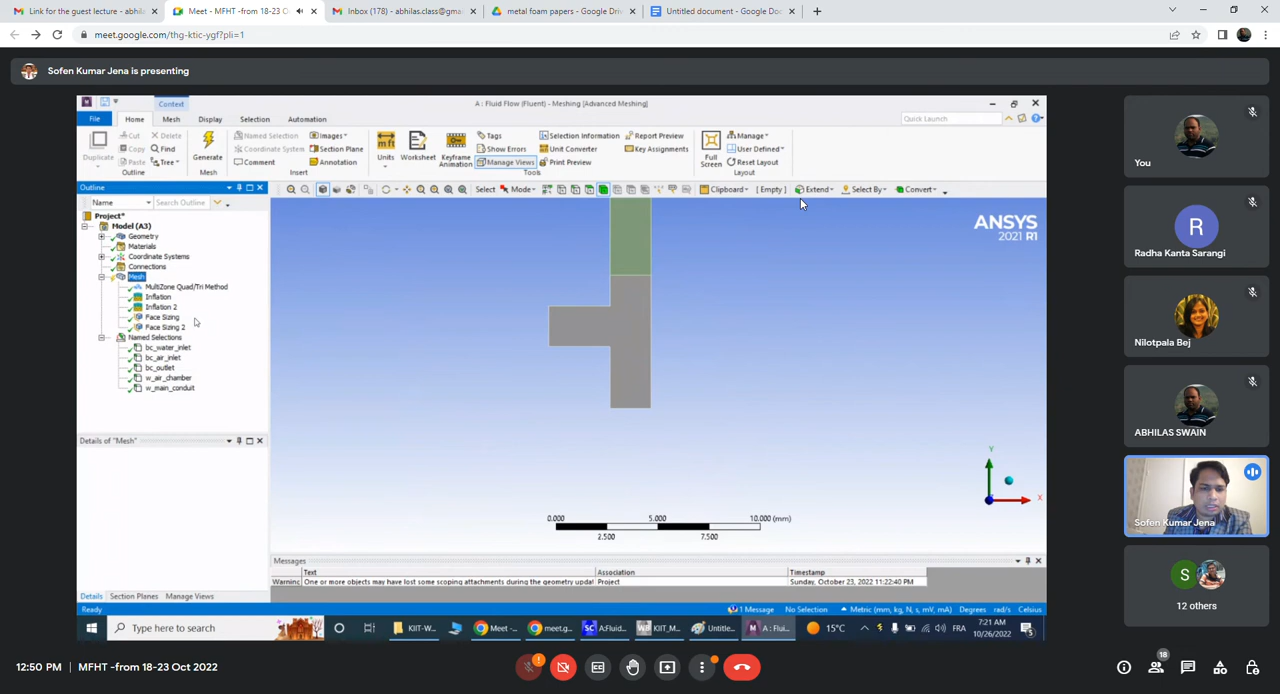 Link for the guest lecture - abhila
Meet - MFHT -from 18-23 O
Inbox (178) - abhilas.class@gma
metal foam papers - Google Driv
Untitled document - Google Doc
meet.google.com/thg-ktic-ygf?pli=1
Sofen Kumar Jena is presenting
Context
A : Fluid Flow (Fluent) - Meshing [Advanced Meshing]
File Home Mesh Display Selection Automation
Quick Launch
Duplicate
Cut
Delete
Copy
Find
Paste
Tree
Outline
Generate
Mesh
Named Selection
Coordinate System
Comment
Images
Section Plane
Annotation
Insert
Units
Worksheet
Keyframe
Animation
Tags
Show Errors
Manage Views
Selection Information
Unit Converter
Print Preview
Report Preview
Key Assignments
Tools
Full
Screen
Manage
User Defined
Reset Layout
Layout
Select Mode Clipboard [ Empty ] Extend Select By Convert
Outline
Name Search Outline
Project*
Model (A3)
Geometry
Materials
Coordinate Systems
Connections
Mesh
MultiZone Quad/Tri Method
Inflation
Inflation 2
Face Sizing
Face Sizing 2
Named Selections
bc_water_inlet
bc_air_inlet
bc_outlet
w_air_chamber
w_main_conduit
Details of "Mesh"
ANSYS
2021 R1
Y
X
0.000 5.000 10.000 (mm)
2.500 7.500
Messages
Text Association Timestamp
Warning One or more objects may have lost some scoping attachments during the geometry updat Project Sunday, October 23, 2022 11:22:40 PM
Details Section Planes Manage Views
Ready 1 Message No Selection Metric (mm, kg, N, s, mV, mA) Degrees rad/s Celsius
Type here to search
KIIT-W...
Meet -...
meet.g...
SC A:Fluid...
WB KIIT_M...
Untitle...
M A : Flui...
15°C
FRA
7:21 AM
10/26/2022
5
You
R
Radha Kanta Sarangi
Nilotpala Bej
ABHILAS SWAIN
Sofen Kumar Jena
S
12 others
12:50 PM | MFHT -from 18-23 Oct 2022
18